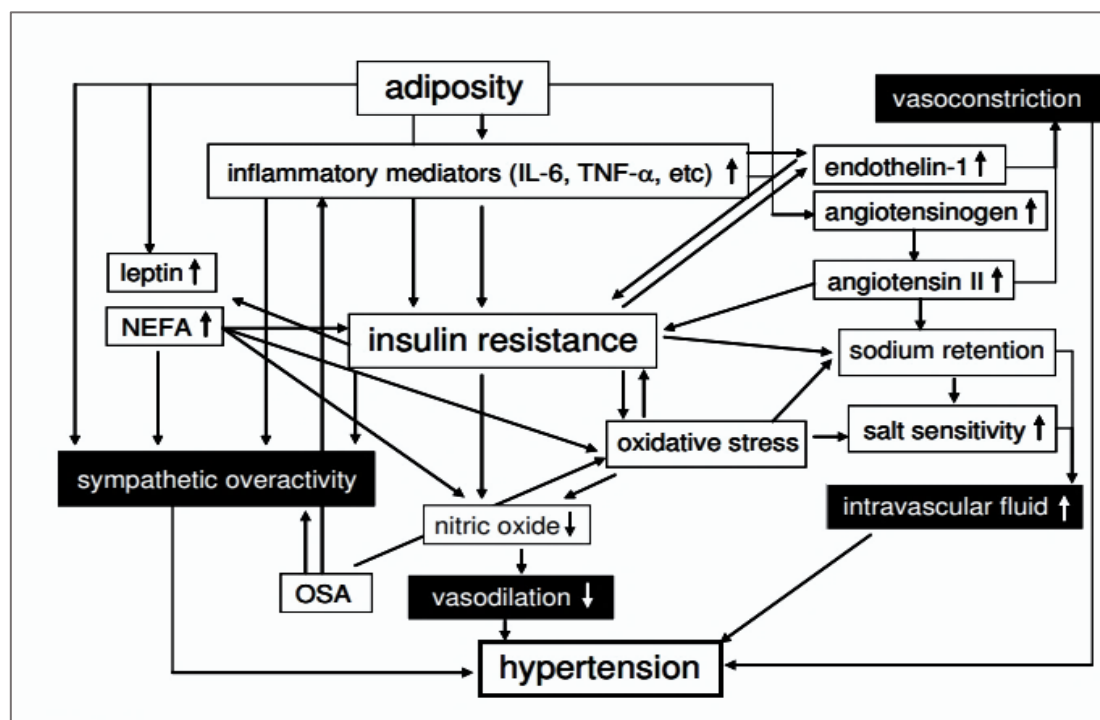 adiposity
vasoconstriction
inflammatory mediators (IL-6, TNF-α, etc) ↑
endothelin-1 ↑
angiotensinogen ↑
leptin ↑
angiotensin II ↑
NEFA ↑
insulin resistance
sodium retention
oxidative stress
salt sensitivity ↑
sympathetic overactivity
intravascular fluid ↑
nitric oxide ↓
OSA
vasodilation ↓
hypertension